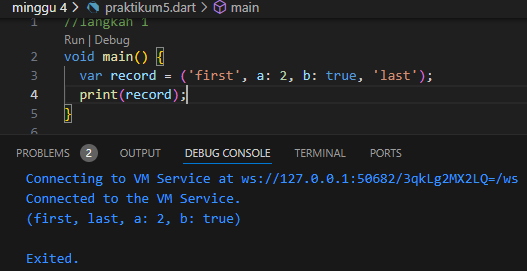 minggu 4 > praktikum5.dart > main
1 //langkah 1
Run | Debug
2 void main() {
3 var record = ('first', a: 2, b: true, 'last');
4 print(record);
5 }
6
PROBLEMS 2 OUTPUT DEBUG CONSOLE TERMINAL PORTS
Connecting to VM Service at ws://127.0.0.1:50682/3qkLg2MX2LQ=/ws
Connected to the VM Service.
(first, last, a: 2, b: true)
Exited.